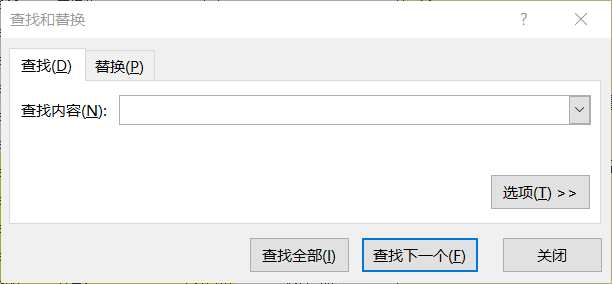 查找和替换
查找(D) 替换(P)
查找内容(N):
选项(T) >>
查找全部(I) 查找下一个(F) 关闭